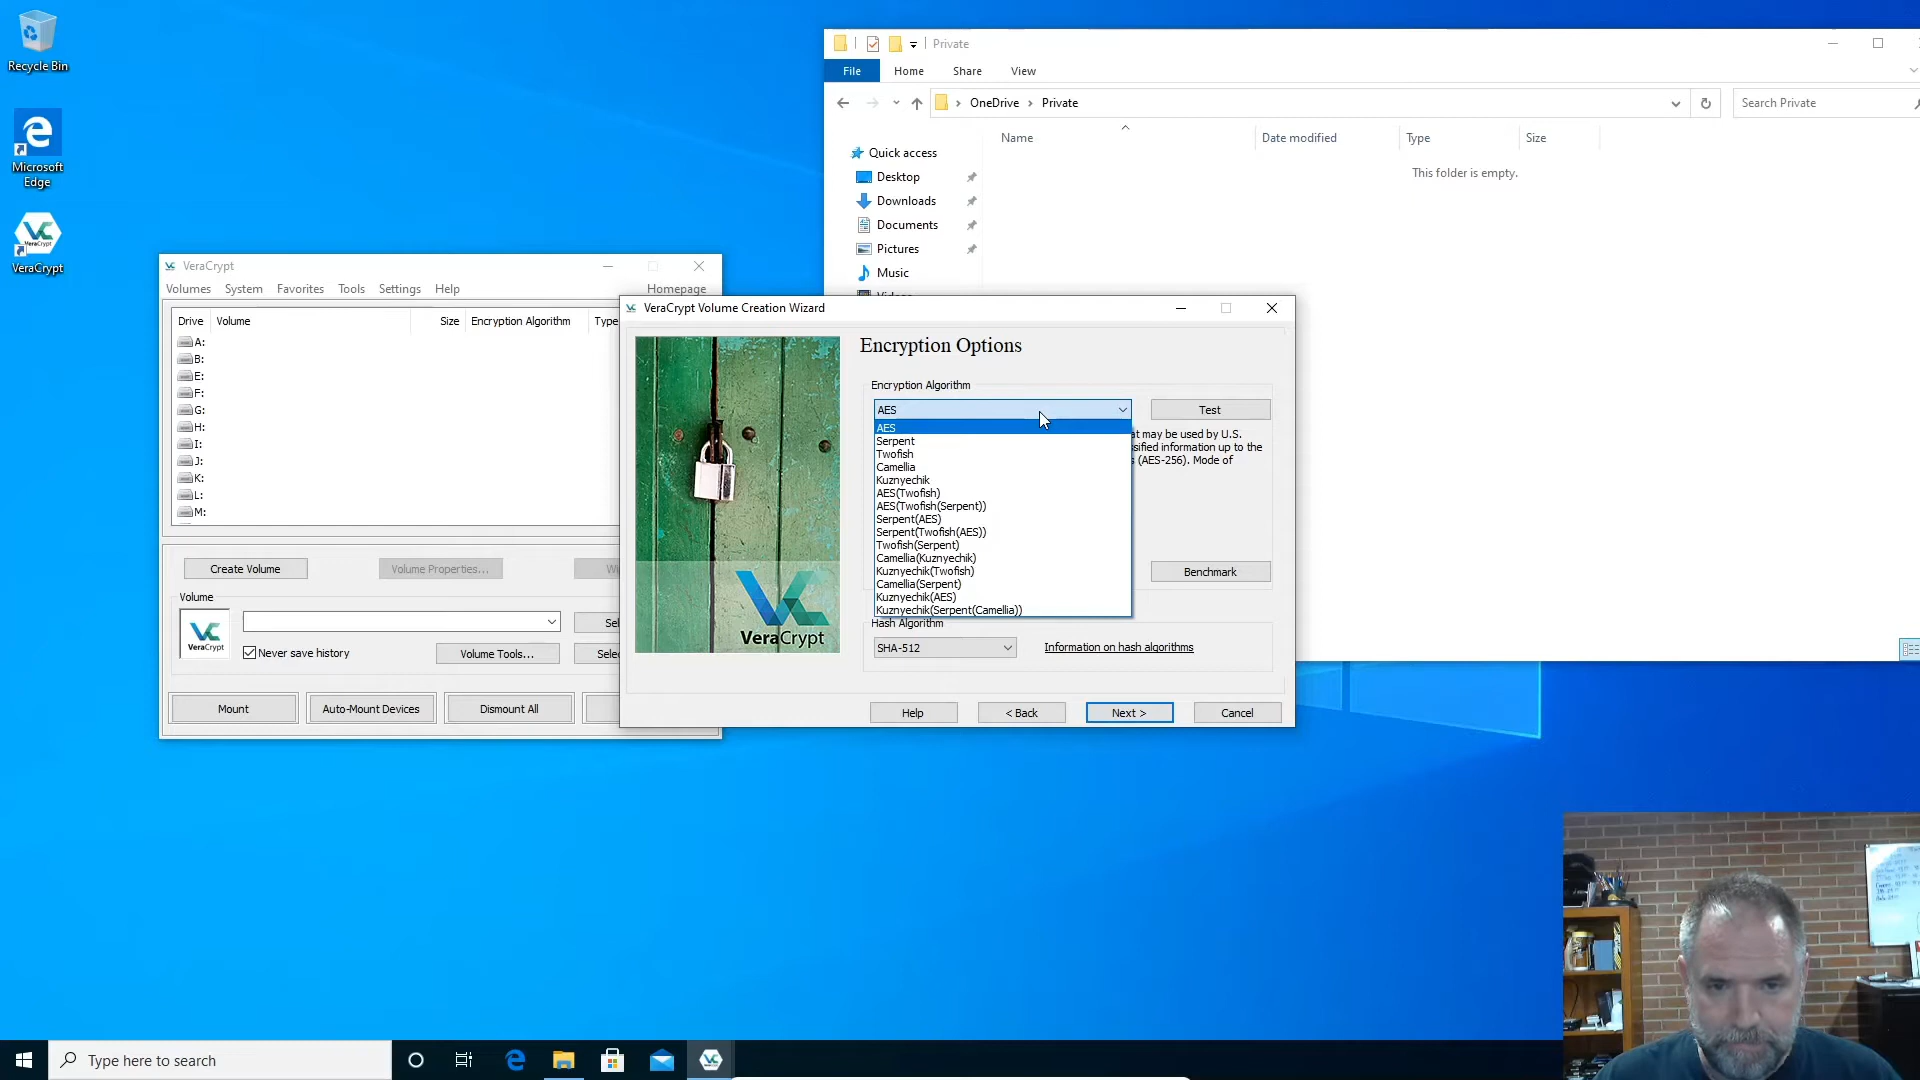 Recycle Bin
Microsoft
Edge
VeraCrypt
Private
File
Home
Share
View
OneDrive
Private
Search Private
Name
Date modified
Type
Size
This folder is empty.
Quick access
Desktop
Downloads
Documents
Pictures
Music
VeraCrypt
Volumes
System
Favorites
Tools
Settings
Help
Homepage
Drive
Volume
Size
Encryption Algorithm
Type
A:
B:
E:
F:
G:
H:
I:
J:
K:
L:
M:
Create Volume
Volume Properties...
Volume
VeraCrypt
Never save history
Volume Tools...
Mount
Auto-Mount Devices
Dismount All
VeraCrypt Volume Creation Wizard
VeraCrypt
Encryption Options
Encryption Algorithm
AES
Test
AES
Serpent
Twofish
Camellia
Kuznyechik
AES(Twofish)
AES(Twofish(Serpent))
Serpent(AES)
Serpent(Twofish(AES))
Twofish(Serpent)
Camellia(Kuznyechik)
Kuznyechik(Twofish)
Camellia(Serpent)
Kuznyechik(AES)
Kuznyechik(Serpent(Camellia))
may be used by U.S.
information up to the
(AES-256). Mode of
Benchmark
Hash Algorithm
SHA-512
Information on hash algorithms
Help
< Back
Next >
Cancel
Type here to search